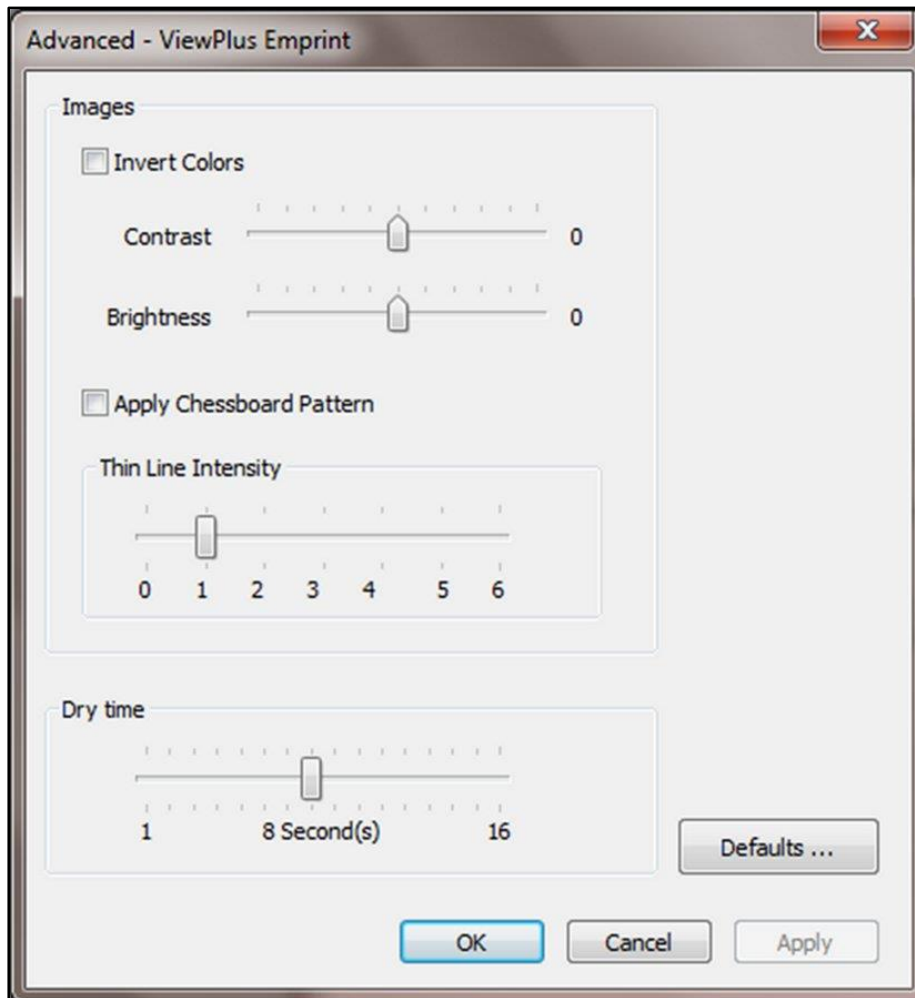 Advanced - ViewPlus Emprint
Images
Invert Colors
Contrast 0
Brightness 0
Apply Chessboard Pattern
Thin Line Intensity
0 1 2 3 4 5 6
Dry time
1 8 Second(s) 16
Defaults ...
OK Cancel Apply